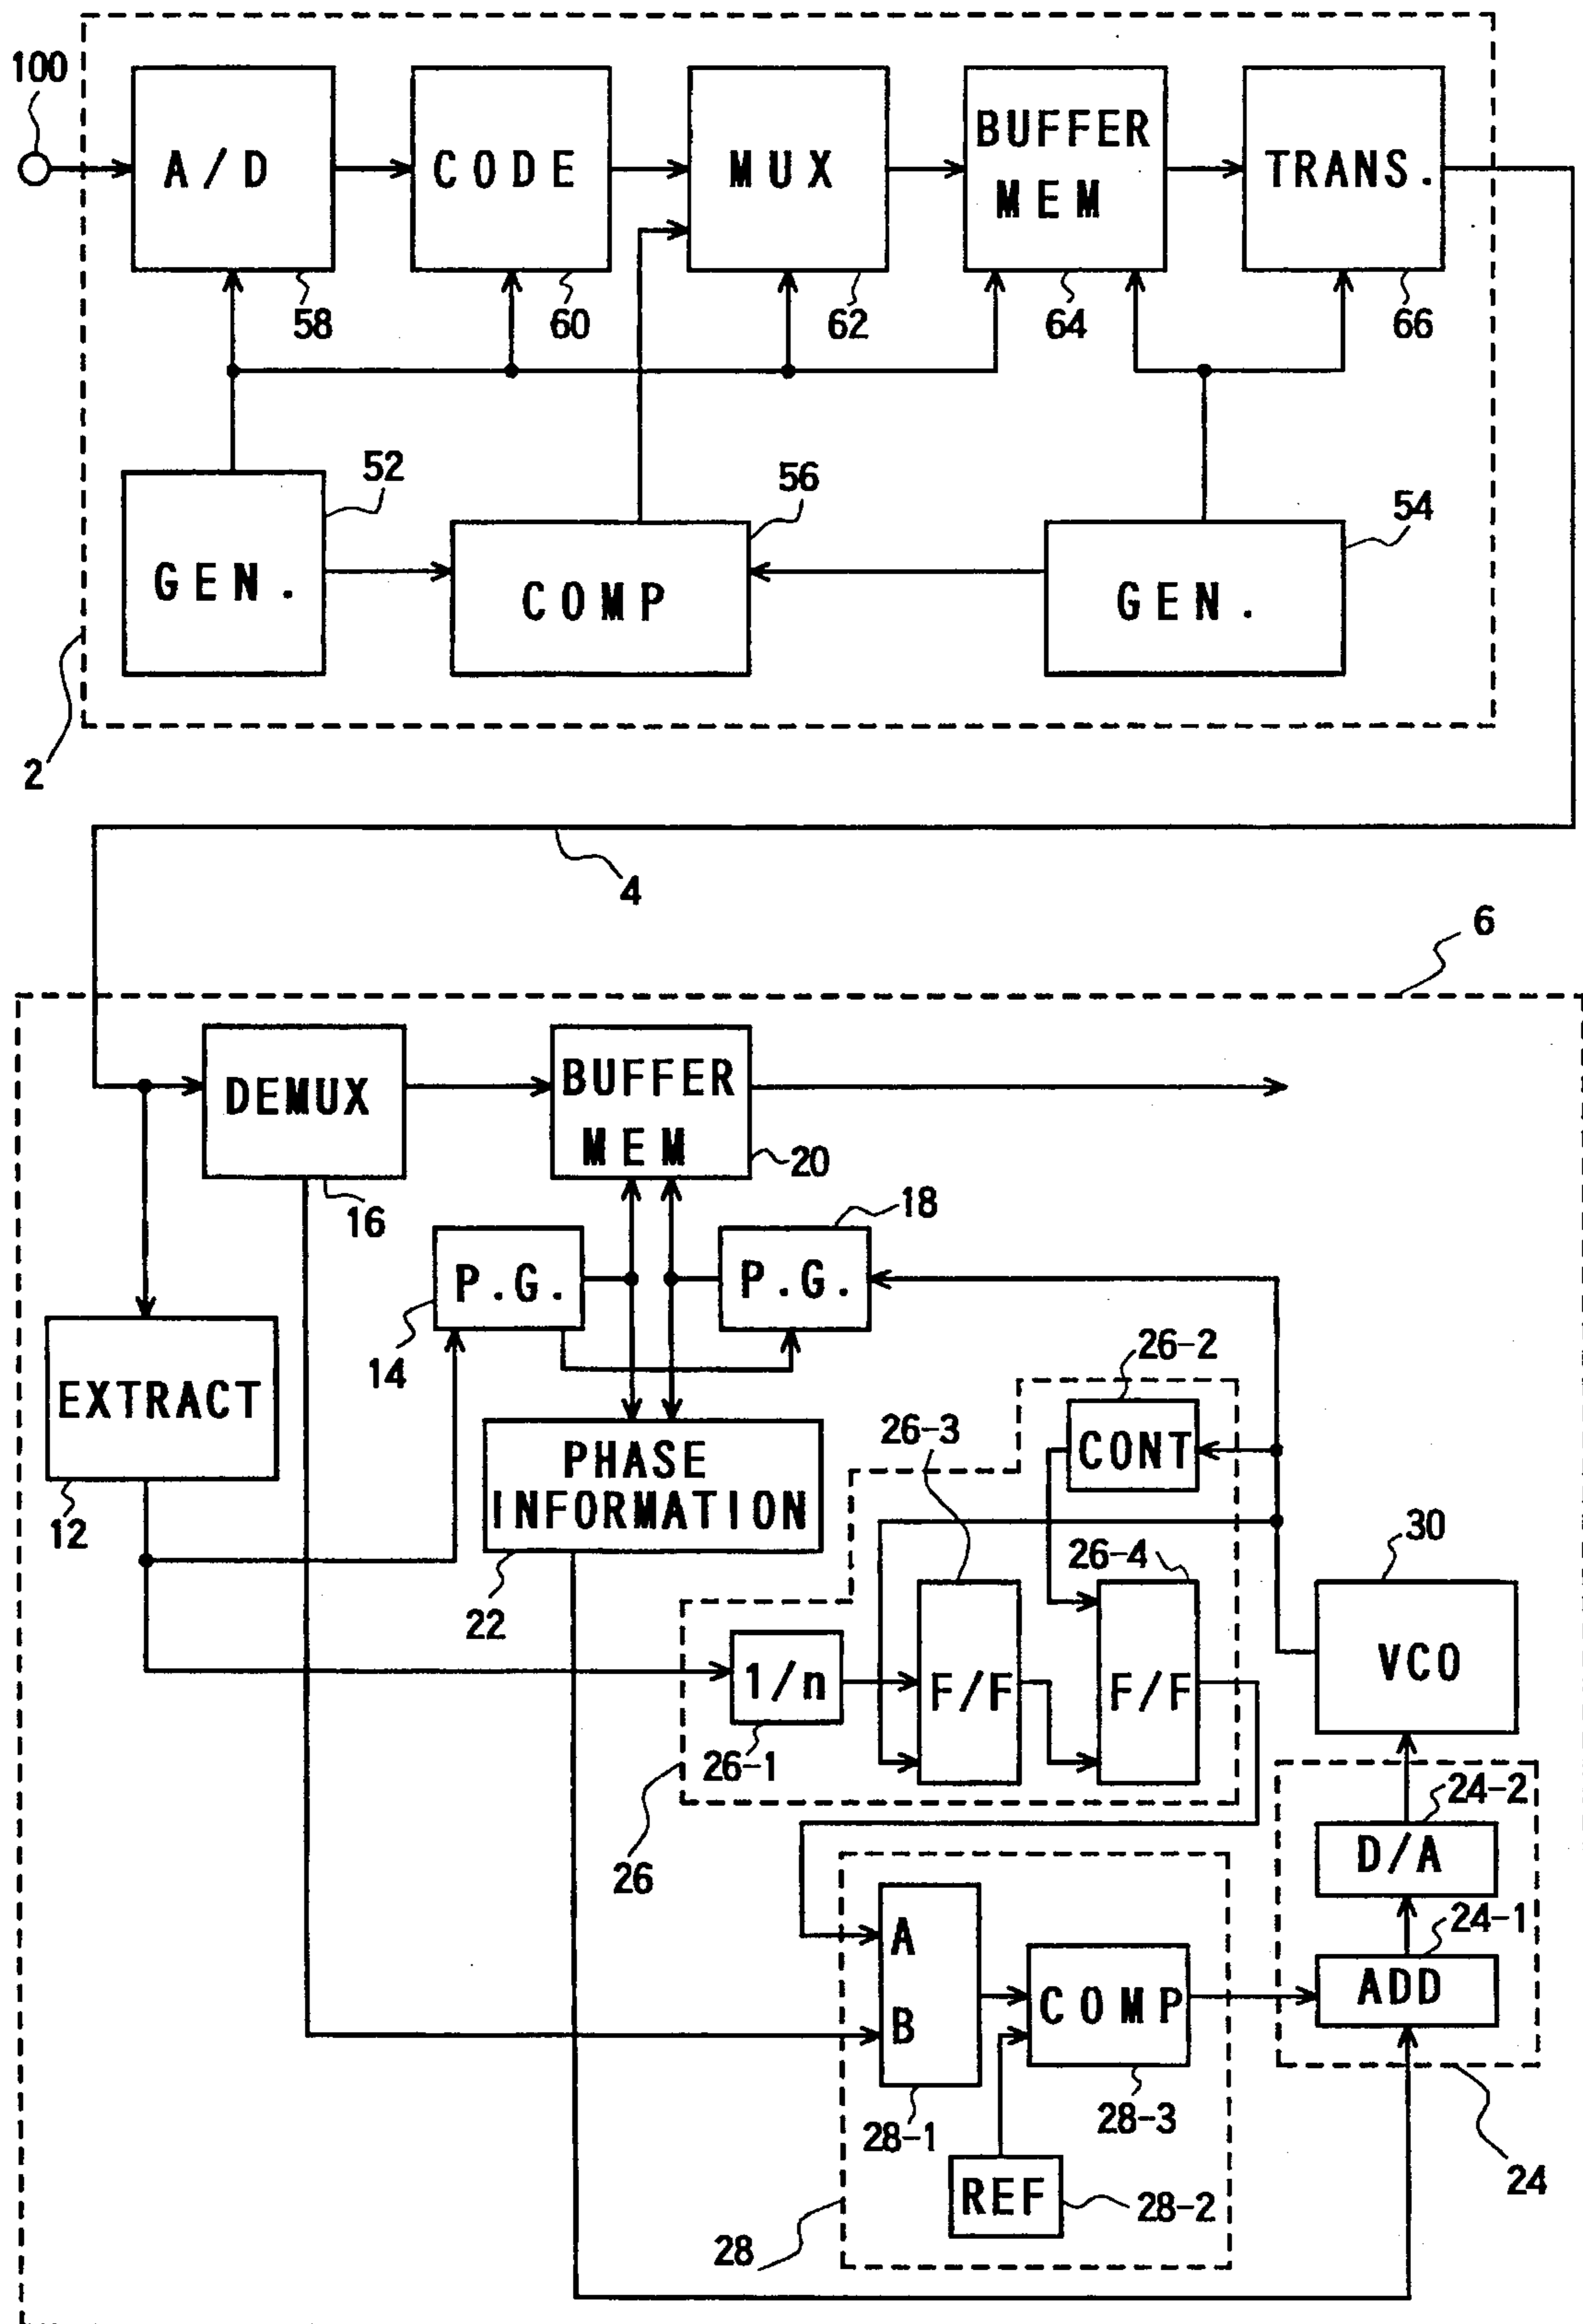 100
A/D
CODE
MUX
BUFFER
MEM
TRANS.
58
60
62
64
66
52
56
54
GEN.
COMP
GEN.
2
4
6
DEMUX
BUFFER
MEM
20
16
18
P.G.
P.G.
14
26-2
EXTRACT
CONT
26-3
PHASE
INFORMATION
12
30
26-4
22
1/n
F/F
F/F
VCO
26-1
24-2
26
D/A
24-1
A
ADD
COMP
B
28-1
28-3
24
REF
28-2
28